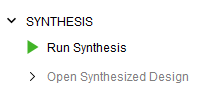 SYNTHESIS
Run Synthesis
Open Synthesized Design